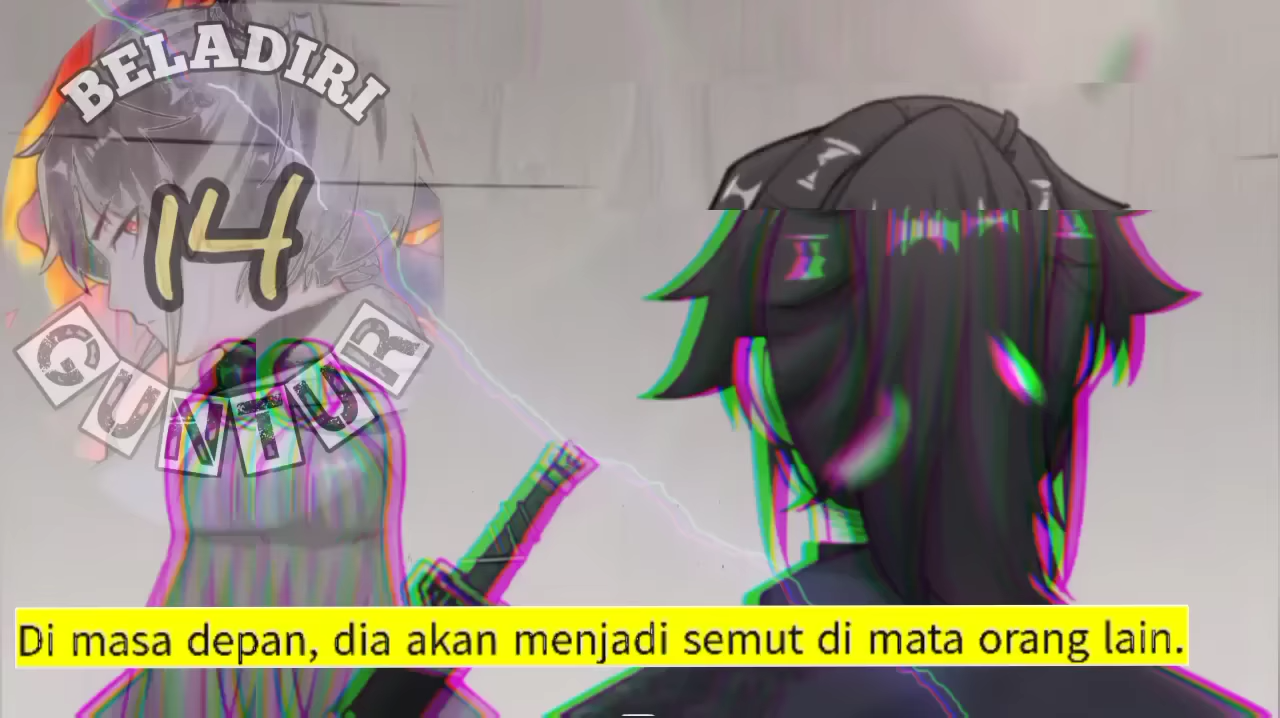 BELADIRI
14
GUNTUR
Di masa depan, dia akan menjadi semut di mata orang lain.